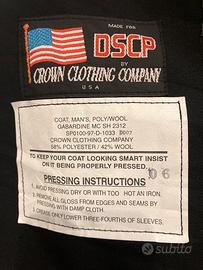 MADE FOR
DSCP
BY
CROWN CLOTHING COMPANY
USA
COAT, MAN'S, POLY/WOOL
GABARDINE MC SH 2312
SP0100-97-D-1033 D007
CROWN CLOTHING COMPANY
58% POLYESTER / 42% WOOL
TO KEEP YOUR COAT LOOKING SMART INSIST
ON IT BEING PROPERLY PRESSED.
06
PRESSING INSTRUCTIONS
1. AVOID PRESSING DRY OR WITH TOO HOT AN IRON.
2. REMOVE ALL GLOSS FROM EDGES AND SEAMS BY
PRESSING WITH DAMP CLOTH.
3. CREASE ONLY LOWER THREE-FOURTHS OF SLEEVES.
subito